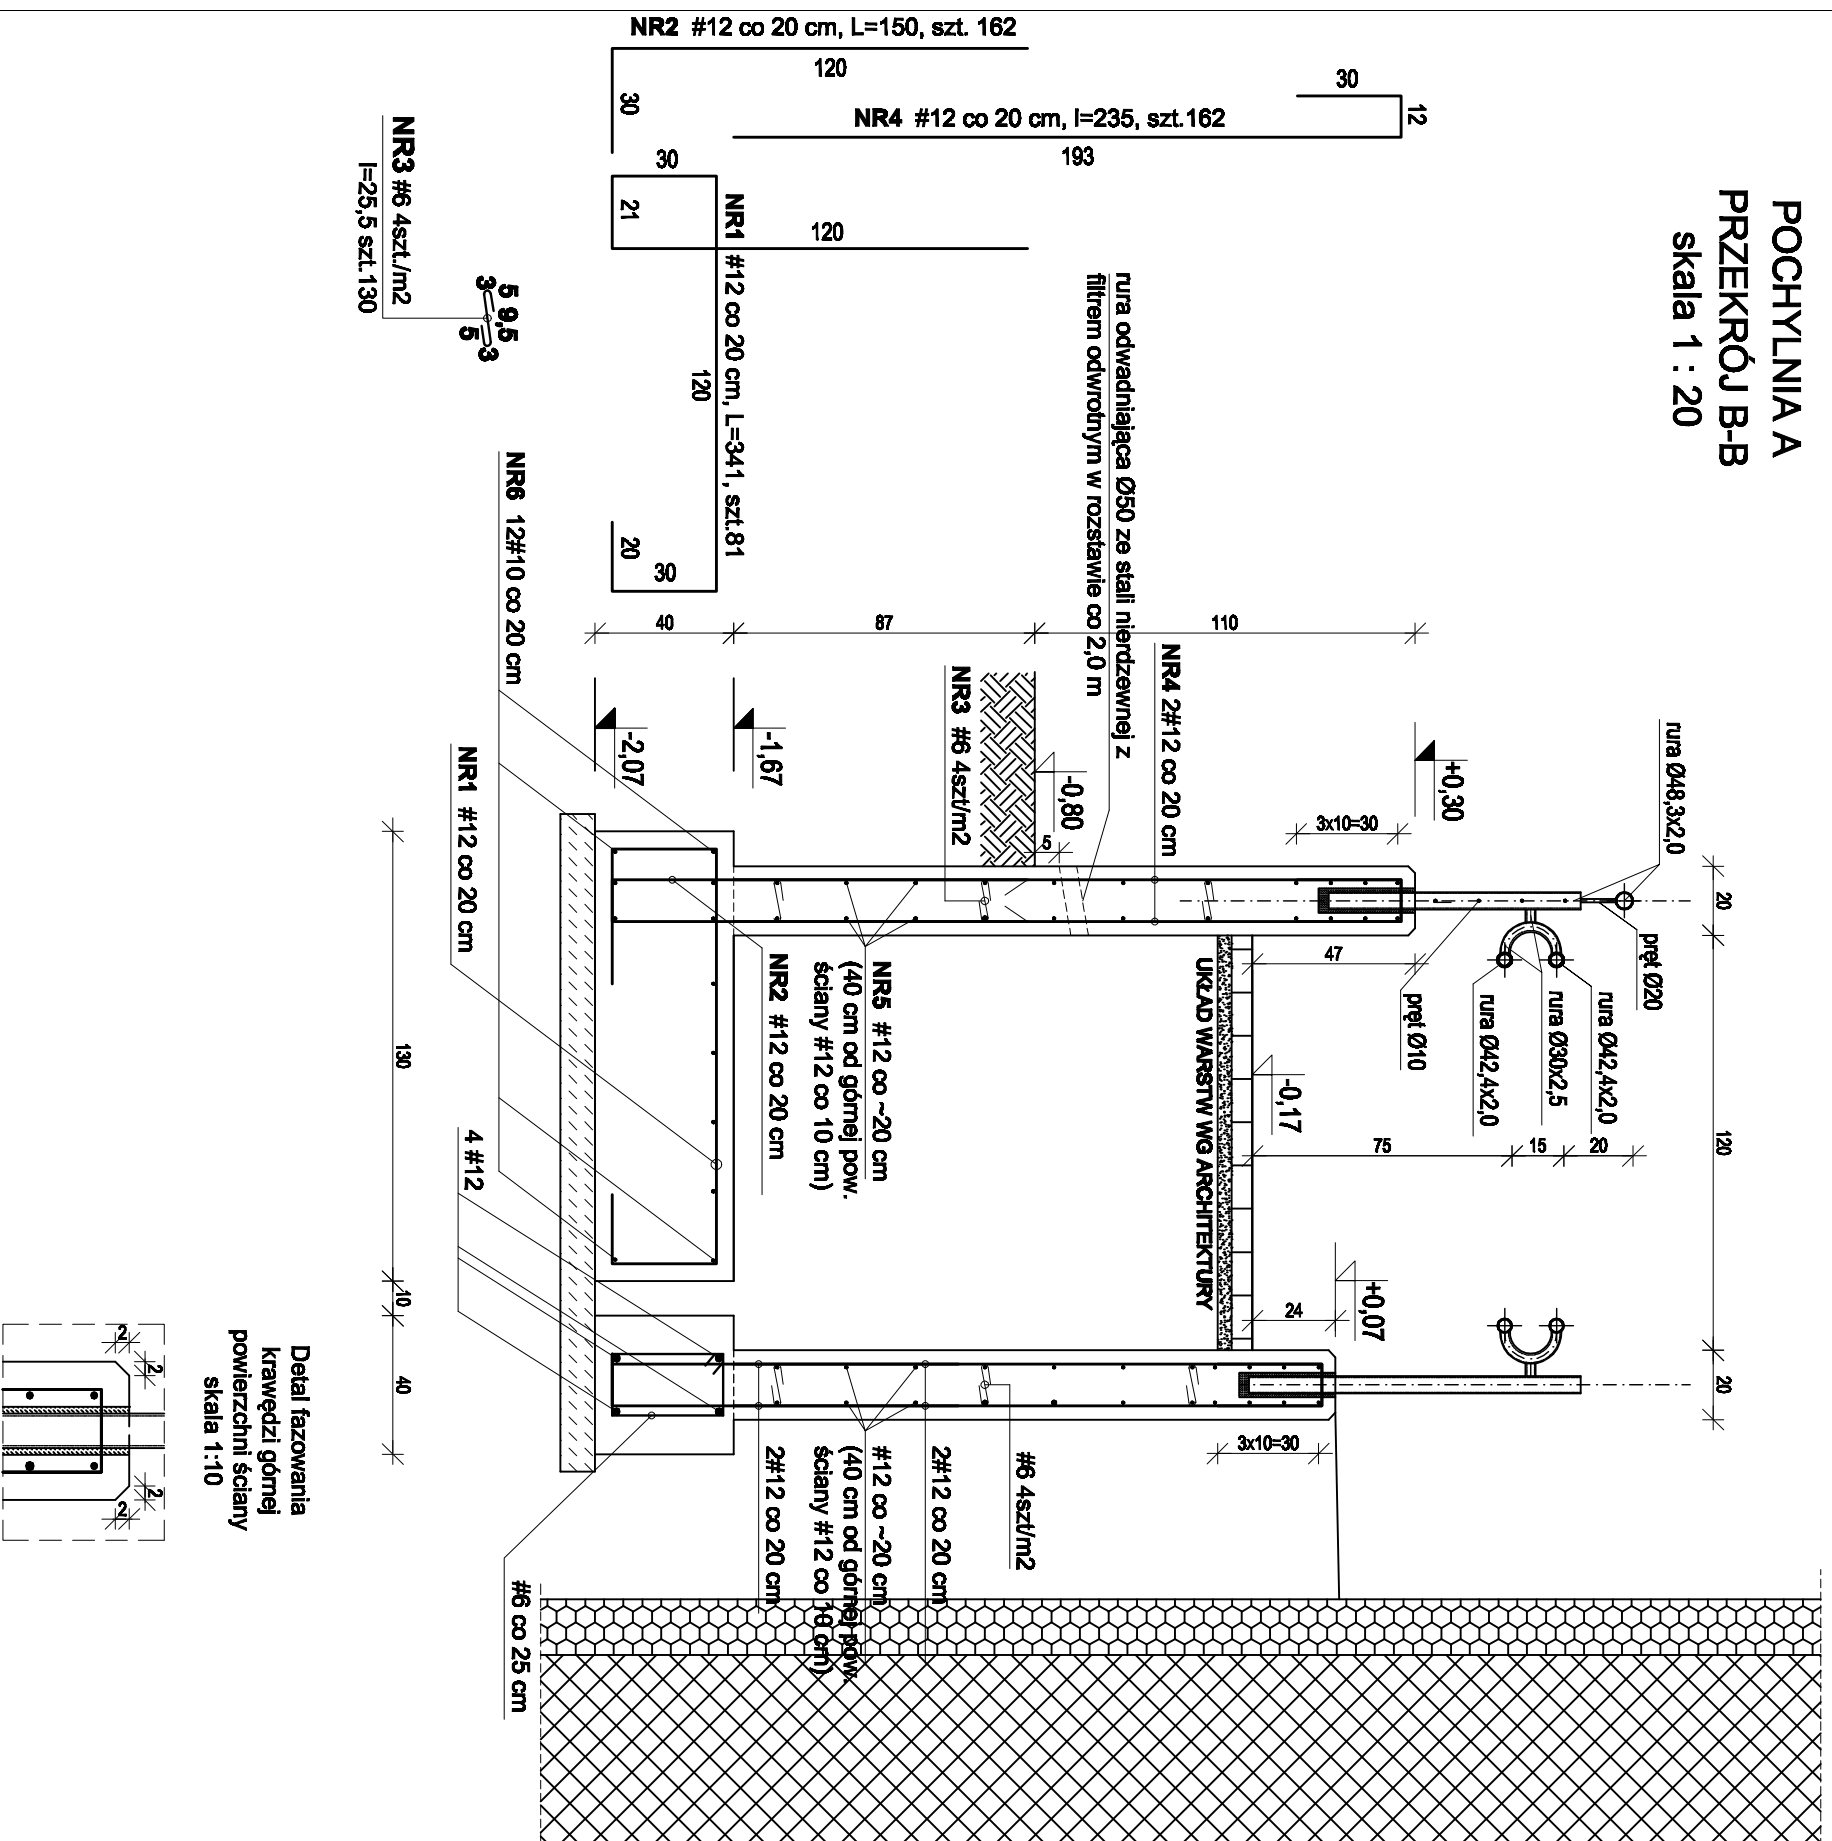 POCHYLNIA A
PRZEKRÓJ B-B
skala 1 : 20
NR2 #12 co 20 cm, L=150, szt. 162
120
30
30
12
NR4 #12 co 20 cm, l=235, szt.162
193
30
21
120
NR1 #12 co 20 cm, L=341, szt.81
120
20
30
NR3 #6 4szt./m2
l=25,5 szt.130
5 9,5
3
3
5
rura odwadniająca Ø50 ze stali nierdzewnej z
filtrem odwrotnym w rozstawie co 2,0 m
NR6 12#10 co 20 cm
40
87
110
NR4 2#12 co 20 cm
NR3 #6 4szt/m2
-2,07
-1,67
-0,80
+0,30
5
3x10=30
rura Ø48,3x2,0
20
120
20
pręt Ø20
rura Ø42,4x2,0
rura Ø30x2,5
rura Ø42,4x2,0
pręt Ø10
47
UKŁAD WARSTW WG ARCHITEKTURY
-0,17
75
15
20
NR1 #12 co 20 cm
NR5 #12 co ~20 cm
(40 cm od górnej pow.
ściany #12 co 10 cm)
NR2 #12 co 20 cm
4 #12
130
10
40
24
+0,07
3x10=30
#6 4szt/m2
2#12 co 20 cm
#12 co ~20 cm
(40 cm od górnej pow.
ściany #12 co 10 cm)
2#12 co 20 cm
#6 co 25 cm
Detal fazowania
krawędzi górnej
powierzchni ściany
skala 1:10
2
2
2
2